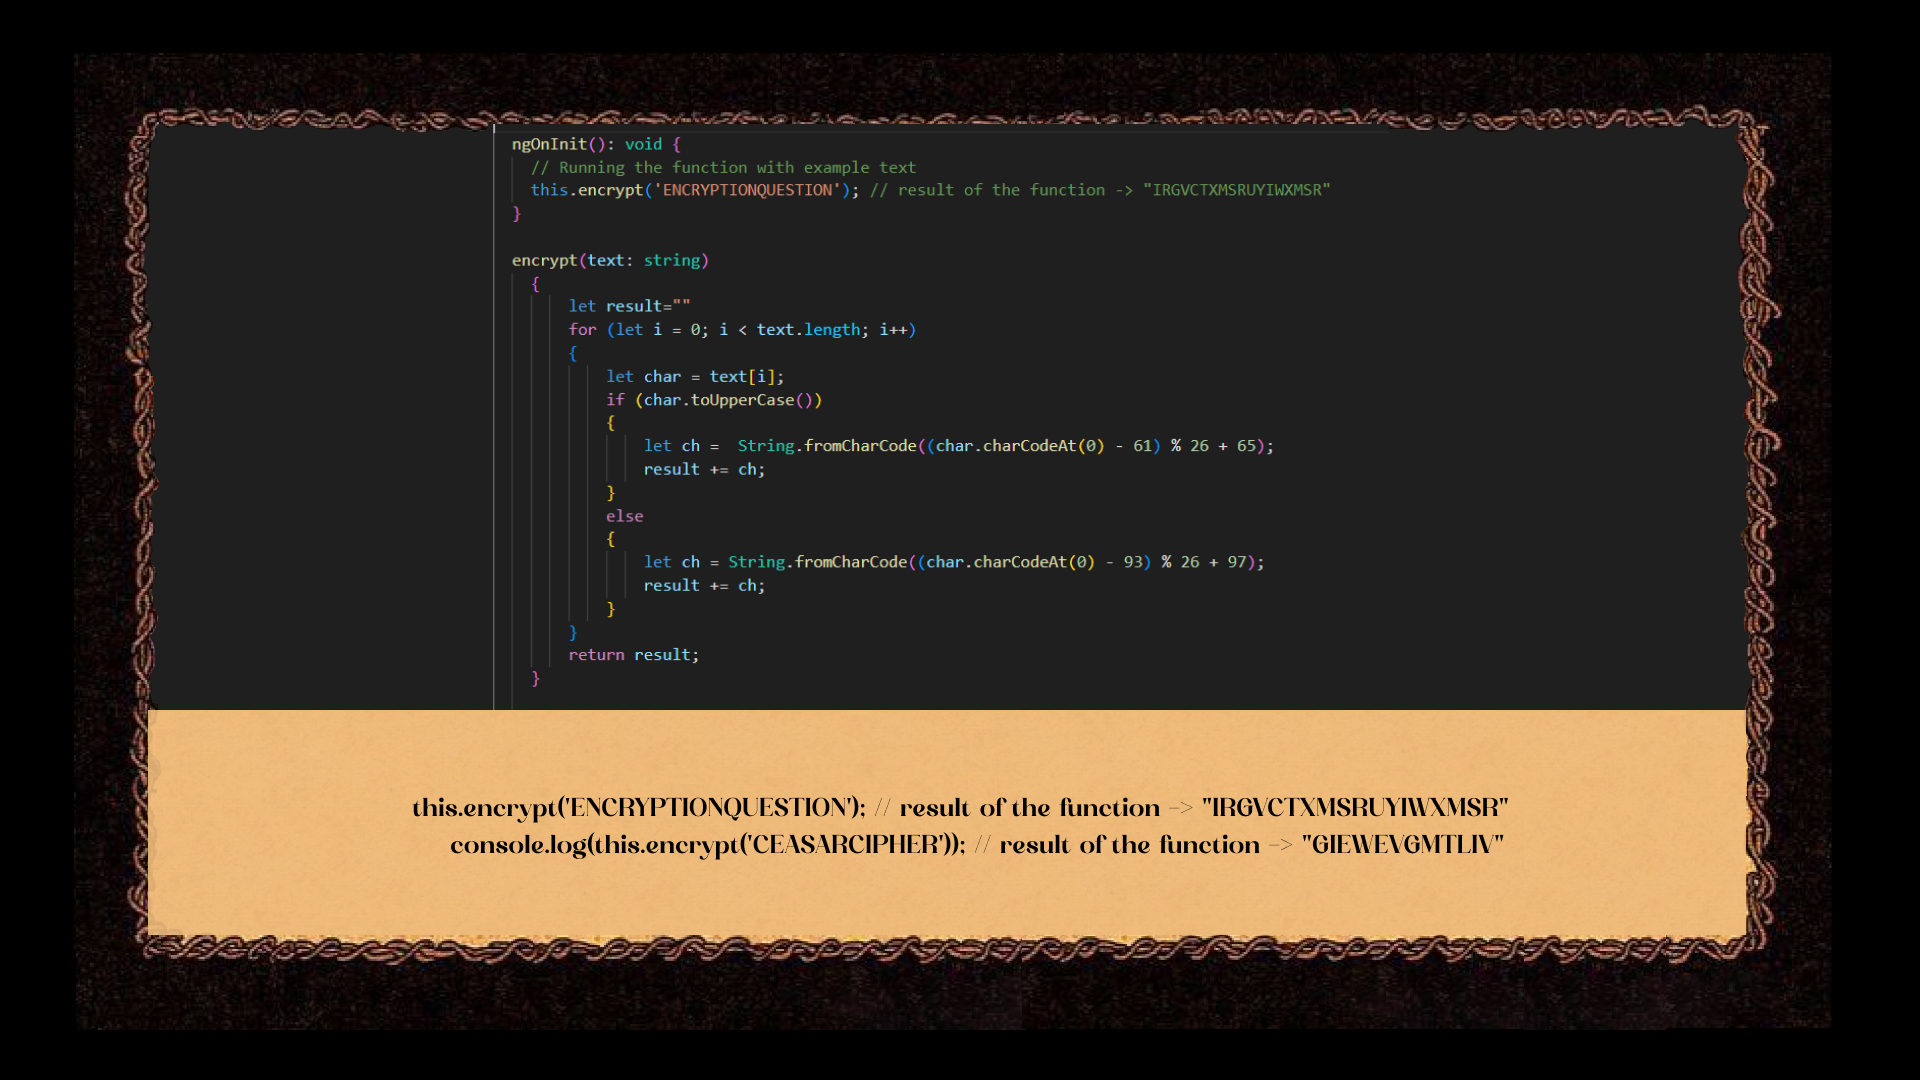 ngOnInit(): void {
// Running the function with example text
this.encrypt('ENCRYPTIONQUESTION'); // result of the function -> "IRGVCTXMSRUYIWXMSR"
}
encrypt(text: string)
{
let result=""
for (let i = 0; i < text.length; i++)
{
let char = text[i];
if (char.toUpperCase())
{
let ch =  String.fromCharCode((char.charCodeAt(0) - 61) % 26 + 65);
result += ch;
}
else
{
let ch = String.fromCharCode((char.charCodeAt(0) - 93) % 26 + 97);
result += ch;
}
}
return result;
}
this.encrypt('ENCRYPTIONQUESTION'); // result of the function -> "IRGVCTXMSRUYIWXMSR"
console.log(this.encrypt('CEASARCIPHER')); // result of the function -> "GIEWEVGMTLIV"